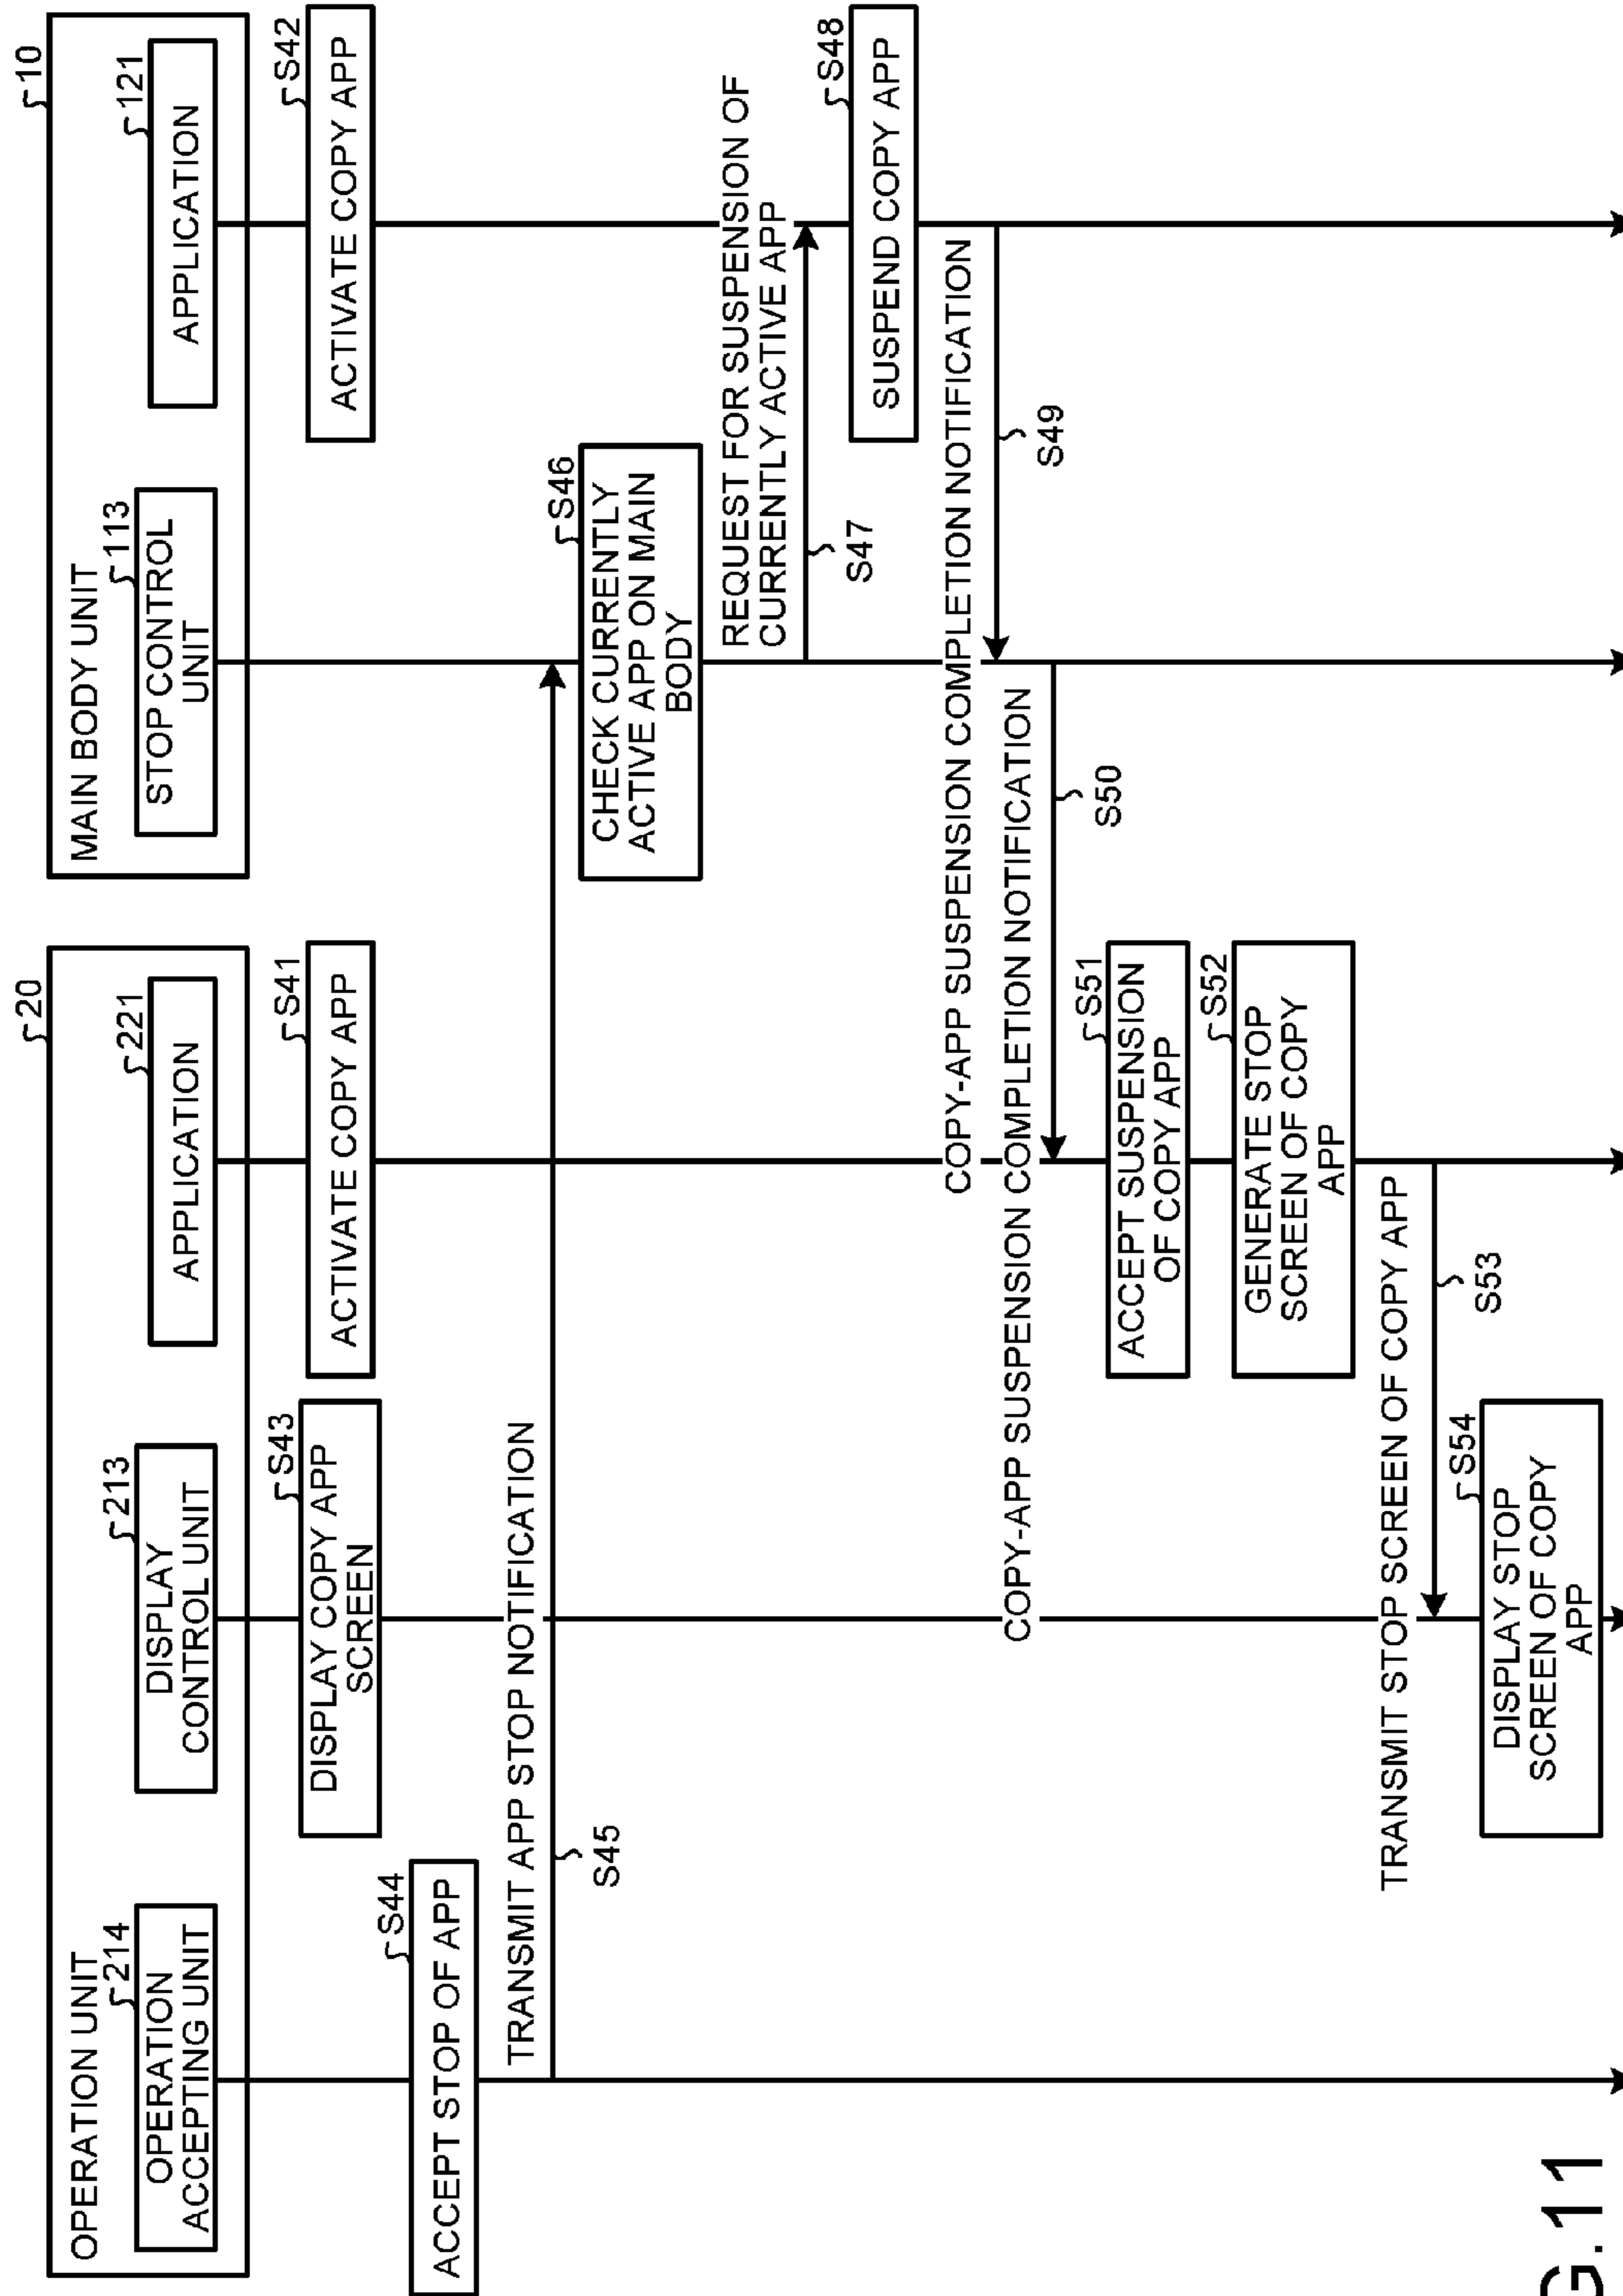 OPERATION UNIT
20
214
OPERATION
ACCEPTING UNIT
213
DISPLAY
CONTROL UNIT
221
APPLICATION
MAIN BODY UNIT
10
113
STOP CONTROL
UNIT
121
APPLICATION
S41
ACTIVATE COPY APP
S42
ACTIVATE COPY APP
S43
DISPLAY COPY APP
SCREEN
S44
ACCEPT STOP OF APP
TRANSMIT APP STOP NOTIFICATION
S45
S46
CHECK CURRENTLY
ACTIVE APP ON MAIN
BODY
REQUEST FOR SUSPENSION OF
CURRENTLY ACTIVE APP
S47
S48
SUSPEND COPY APP
COPY-APP SUSPENSION COMPLETION NOTIFICATION
S49
COPY-APP SUSPENSION COMPLETION NOTIFICATION
S50
S51
ACCEPT SUSPENSION
OF COPY APP
S52
GENERATE STOP
SCREEN OF COPY
APP
TRANSMIT STOP SCREEN OF COPY APP
S53
S54
DISPLAY STOP
SCREEN OF COPY
APP
G.11